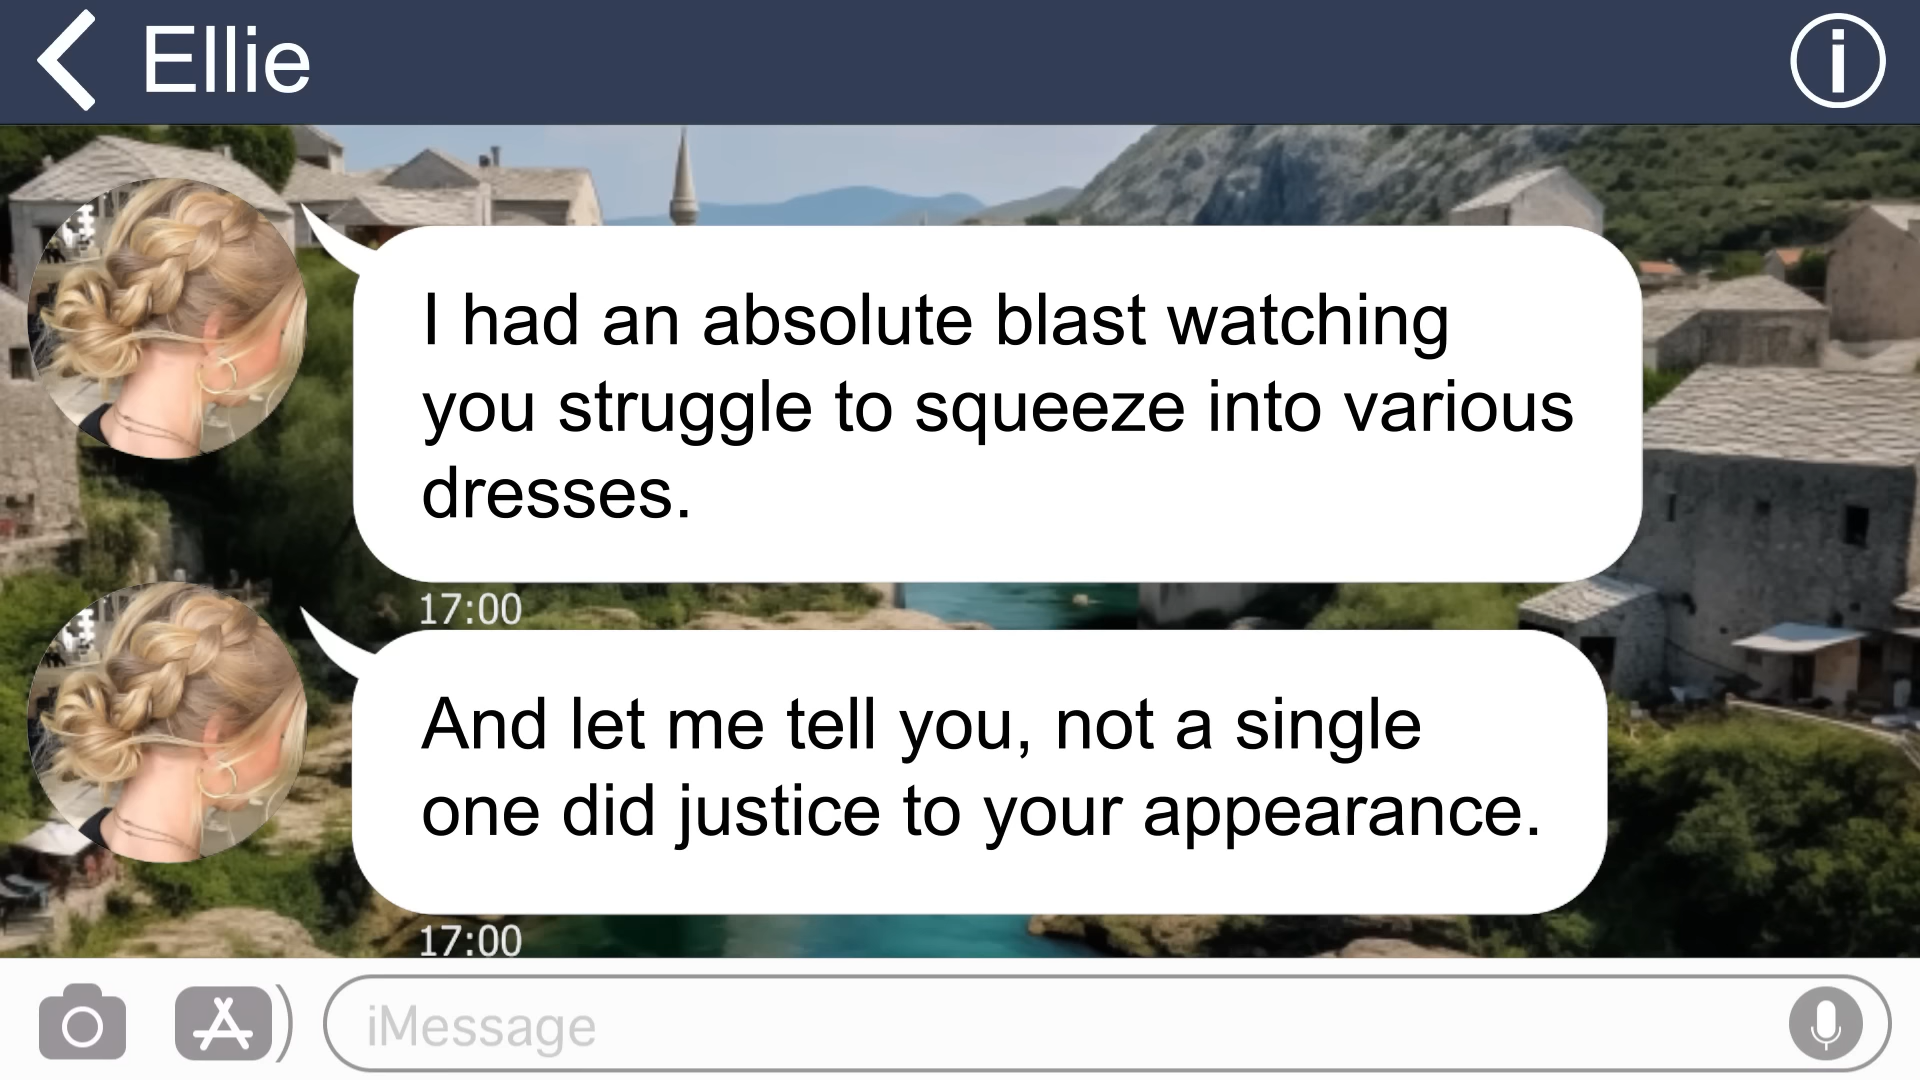 Ellie
I had an absolute blast watching
you struggle to squeeze into various
dresses.
17:00
And let me tell you, not a single
one did justice to your appearance.
17:00
iMessage